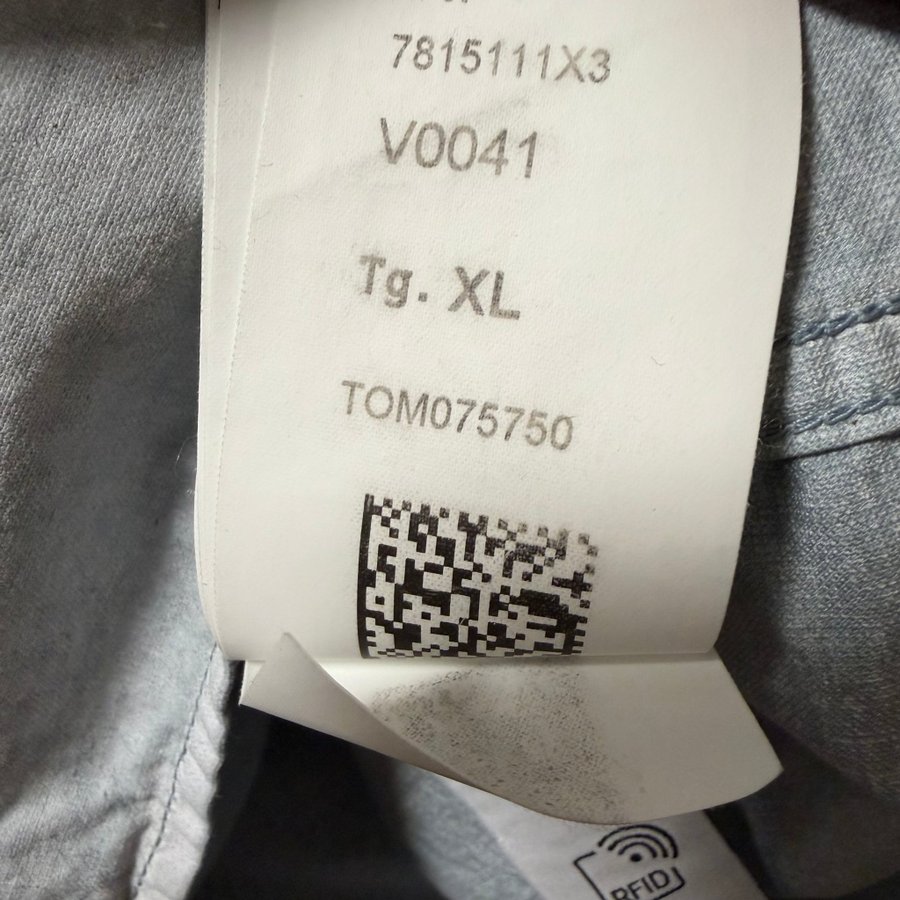 7815111X3
V0041
Tg. XL
TOM075750
RFID